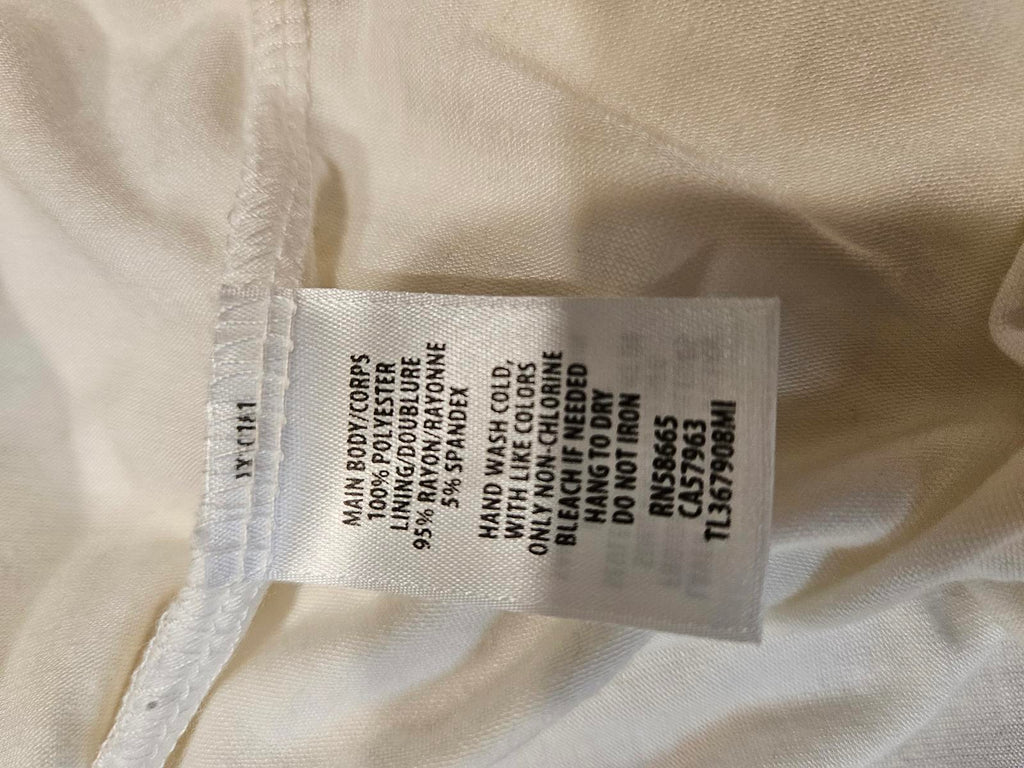 MAIN BODY/CORPS
100% POLYESTER
LINING/DOUBLURE
95% RAYON/RAYONNE
5% SPANDEX
HAND WASH COLD,
WITH LIKE COLORS
ONLY NON-CHLORINE
BLEACH IF NEEDED
HANG TO DRY
DO NOT IRON
RN58665
CA57963
TL367908MI